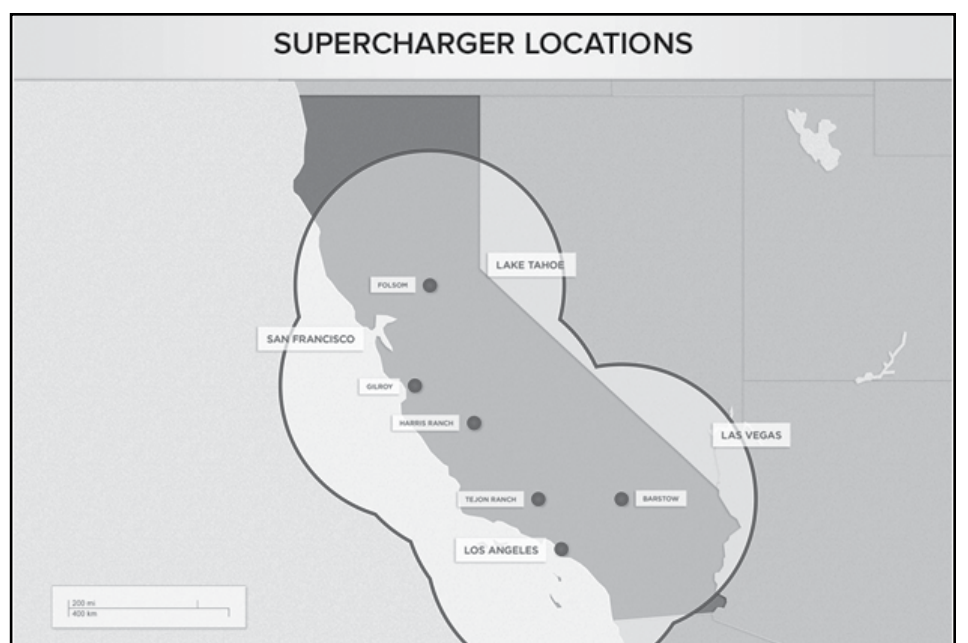 SUPERCHARGER LOCATIONS
LAKE TAHOE
FOLSOM
SAN FRANCISCO
GILROY
HARRIS RANCH
LAS VEGAS
TEJON RANCH
BARSTOW
LOS ANGELES
200 mi
400 km